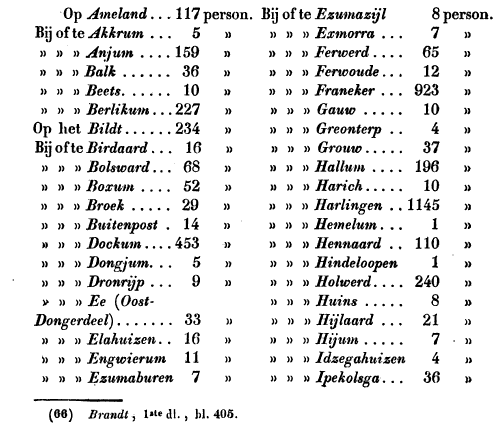 Op Ameland... 117 person.
Bij of te Akkrum.... 5 »
» » » Anjum.... 159 »
» » » Balk ..... 36 »
» » » Beets.... 10 »
» » » Berlikum... 227 »
Op het Bildt...... 234 »
Bij of te Birdaard ... 16 »
» » » Bolsward... 68 »
» » » Boxum .... 52 »
» » » Broek ..... 29 »
» » » Buitenpost . 14 »
» » » Dockum.... 453 »
» » » Dongjum. .. 5 »
» » » Dronrijp ... 9 »
» » » Ee (Oost-
Dongerdeel)....... 33 »
» » » Elahuizen.. 16 »
» » » Engwierum 11 »
» » » Ezumaburen 7 »
Bij of te Ezumazijl 8 person.
» » » Exmorra ... 7 »
» » » Ferwerd ... 65 »
» » » Ferwoude.. 12 »
» » » Franeker .. 923 »
» » » Gauw ..... 10 »
» » » Greonterp .. 4 »
» » » Grouw..... 37 »
» » » Hallum .... 196 »
» » » Harich..... 10 »
» » » Harlingen .. 1145 »
» » » Hemelum .. 1 »
» » » Hennaard .. 110 »
» » » Hindeloopen 1 »
» » » Holwerd.... 240 »
» » » Huins ..... 8 »
» » » Hijlaard ... 21 »
» » » Hijum..... 7 »
» » » Idzegahuizen 4 »
» » » Ipekolsga... 36 »
(66) Brandt, 1ste dl., bl. 405.